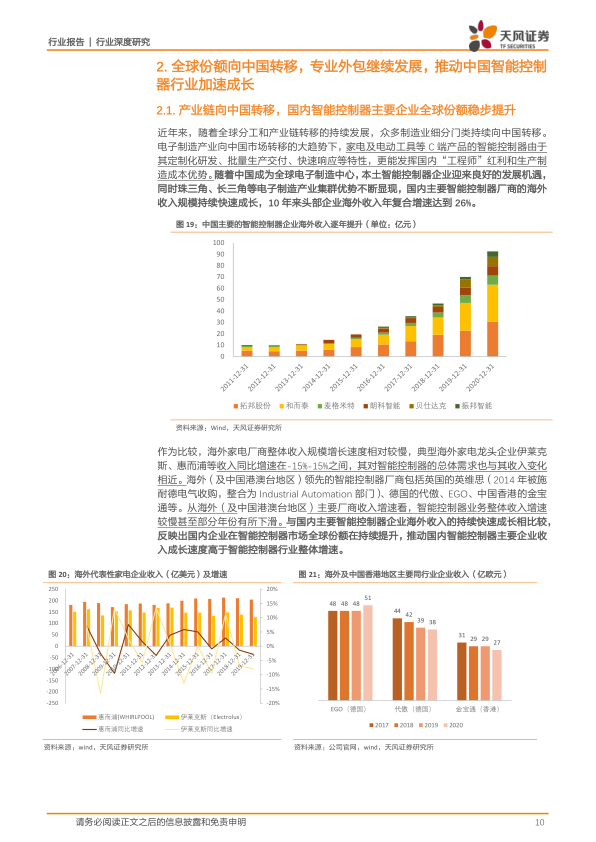 行业报告 | 行业深度研究
天风证券
TF SECURITIES
2. 全球份额向中国转移，专业外包继续发展，推动中国智能控制
器行业加速成长
2.1. 产业链向中国转移，国内智能控制器主要企业全球份额稳步提升
近年来，随着全球分工和产业链转移的持续发展，众多制造业细分门类持续向中国转移。
电子制造产业向中国市场转移的大趋势下，家电及电动工具等 C 端产品的智能控制器由于
其定制化研发、批量生产交付、快速响应等特性，更能发挥国内“工程师”红利和生产制
造成本优势。随着中国成为全球电子制造中心，本土智能控制器企业迎来良好的发展机遇，
同时珠三角、长三角等电子制造产业集群优势不断显现，国内主要智能控制器厂商的海外
收入规模持续快速成长，10 年来头部企业海外收入年复合增速达到 26%。
图 19：中国主要的智能控制器企业海外收入逐年提升（单位：亿元）
100
90
80
70
60
50
40
30
20
10
0
2011-12-31
2012-12-31
2013-12-31
2014-12-31
2015-12-31
2016-12-31
2017-12-31
2018-12-31
2019-12-31
2020-12-31
拓邦股份 和而泰 麦格米特 朗科智能 贝仕达克 振邦智能
资料来源：Wind，天风证券研究所
作为比较，海外家电厂商整体收入规模增长速度相对较慢，典型海外家电龙头企业伊莱克
斯、惠而浦等收入同比增速在-15%-15%之间，其对智能控制器的总体需求也与其收入变化
相近。海外（及中国港澳台地区）领先的智能控制器厂商包括英国的英维思（2014 年被施
耐德电气收购，整合为 Industrial Automation 部门）、德国的代傲、EGO、中国香港的金宝
通等。从海外（及中国港澳台地区）主要厂商收入增速看，智能控制器业务整体收入增速
较慢甚至部分年份有所下滑。与国内主要智能控制器企业海外收入的持续快速成长相比较，
反映出国内企业在智能控制器市场全球份额在持续提升，推动国内智能控制器主要企业收
入成长速度高于智能控制器行业整体增速。
图 20：海外代表性家电企业收入（亿美元）及增速
250
200
150
100
50
0
-50
-100
-150
-200
-250
20%
15%
10%
5%
0%
-5%
-10%
-15%
-20%
2006-12-31
2007-12-31
2008-12-31
2009-12-31
2010-12-31
2011-12-31
2012-12-31
2013-12-31
2014-12-31
2015-12-31
2016-12-31
2017-12-31
2018-12-31
2019-12-31
惠而浦(WHIRLPOOL) 伊莱克斯（Electrolux）
惠而浦同比增速 伊莱克斯同比增速
资料来源：wind，天风证券研究所
图 21：海外及中国香港地区主要同行业企业收入（亿欧元）
48 48 48 51
44 42 39 38
31 29 29 27
EGO（德国） 代傲（德国） 金宝通（香港）
2017 2018 2019 2020
资料来源：公司官网，wind，天风证券研究所
请务必阅读正文之后的信息披露和免责申明
10